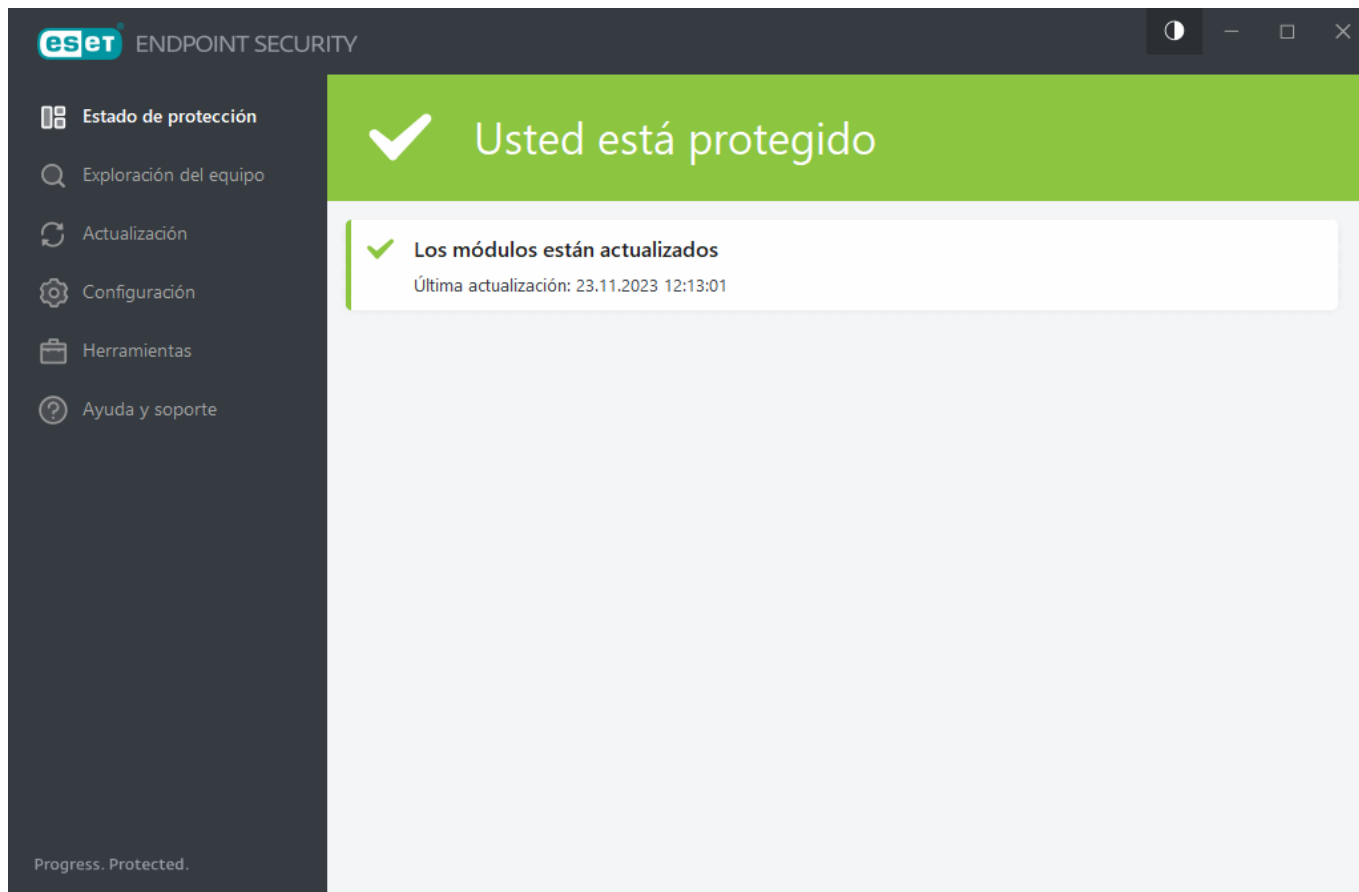 eset ENDPOINT SECURITY
Estado de protección
Exploración del equipo
Actualización
Configuración
Herramientas
Ayuda y soporte
Progress. Protected.
Usted está protegido
Los módulos están actualizados
Última actualización: 23.11.2023 12:13:01